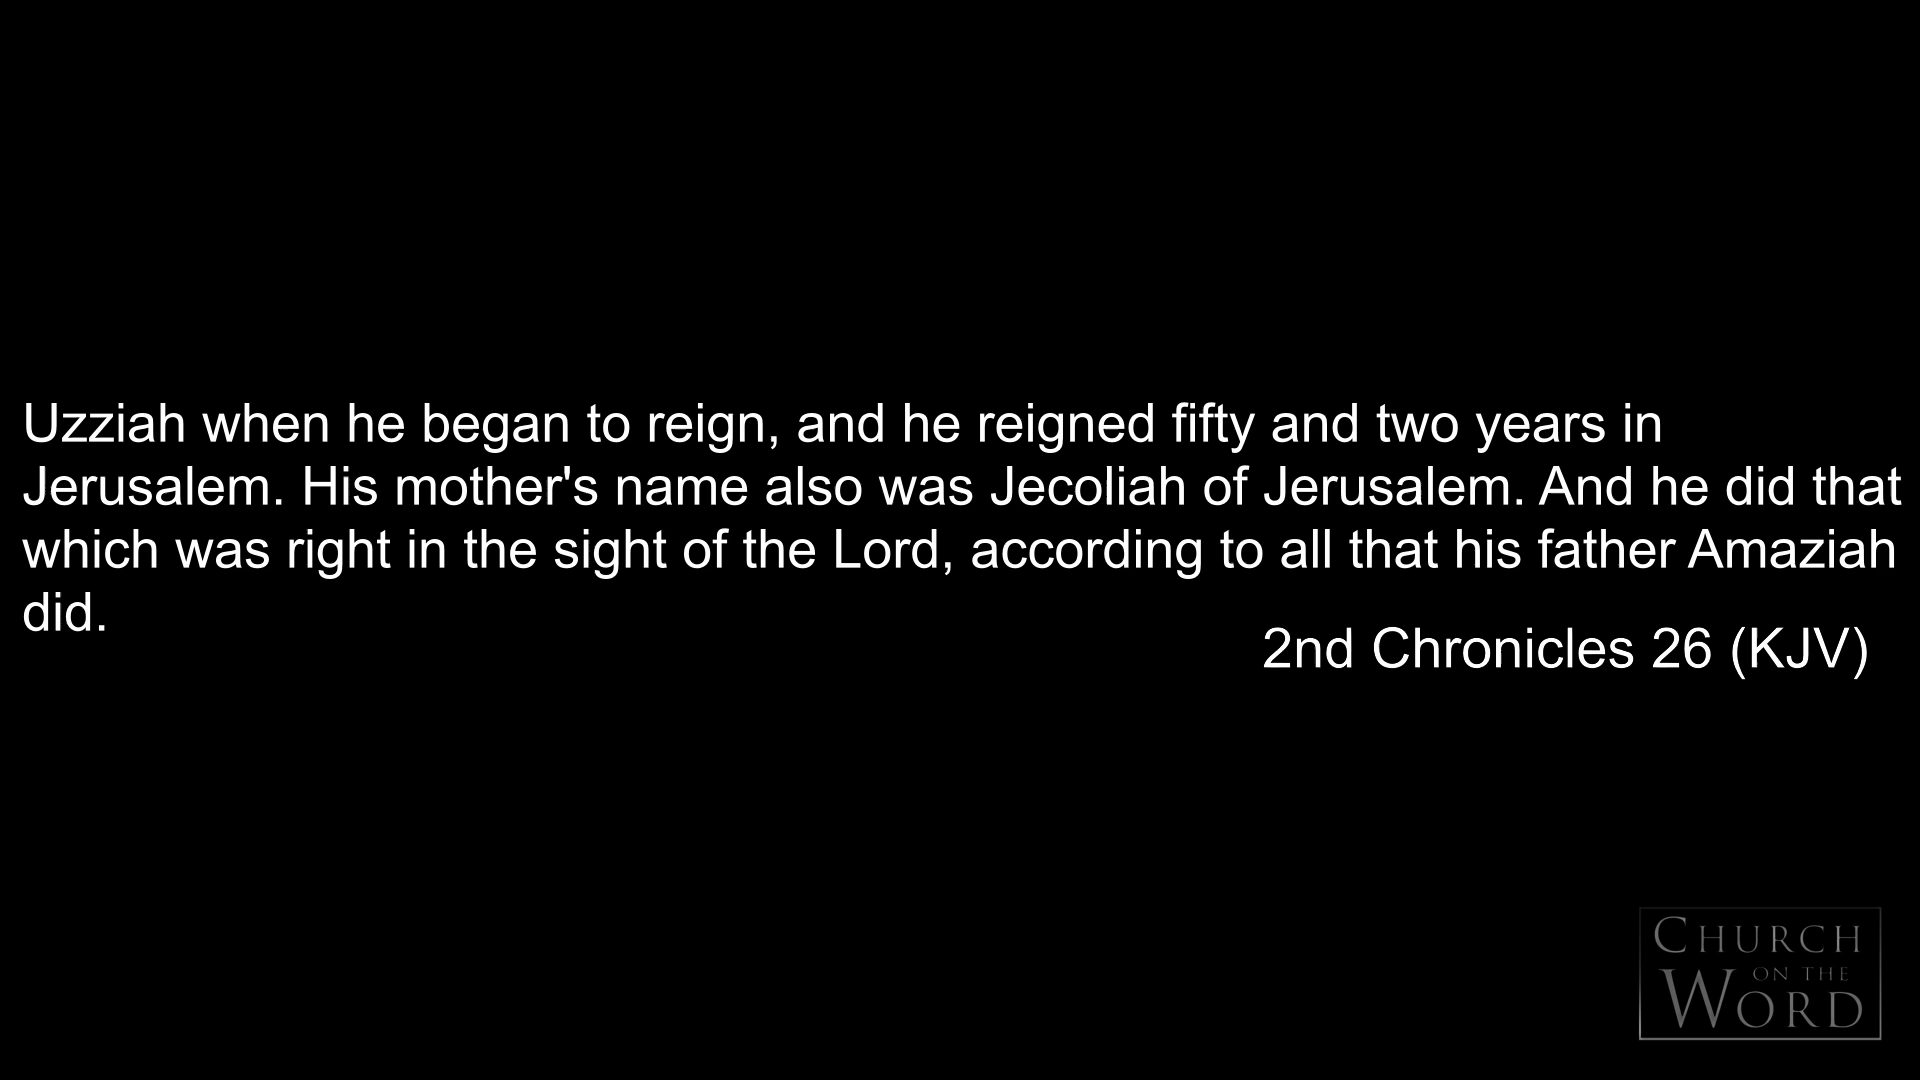 Uzziah when he began to reign, and he reigned fifty and two years in
Jerusalem. His mother's name also was Jecoliah of Jerusalem. And he did that
which was right in the sight of the Lord, according to all that his father Amaziah
did.
2nd Chronicles 26 (KJV)
CHURCH
ON THE
WORD